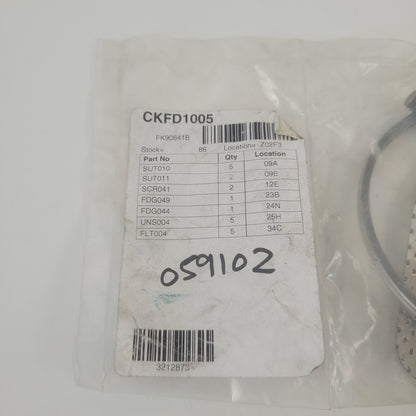 CKFD1005
FK90641B
Stock= 86 Location= Z02F3
Part No Qty Location
SUT010 5 09A
SUT011 2 09E
SCR041 2 12E
FDG049 1 23B
FDG044 1 24N
UNS004 5 25H
FLT004 5 34C
059102
3212873